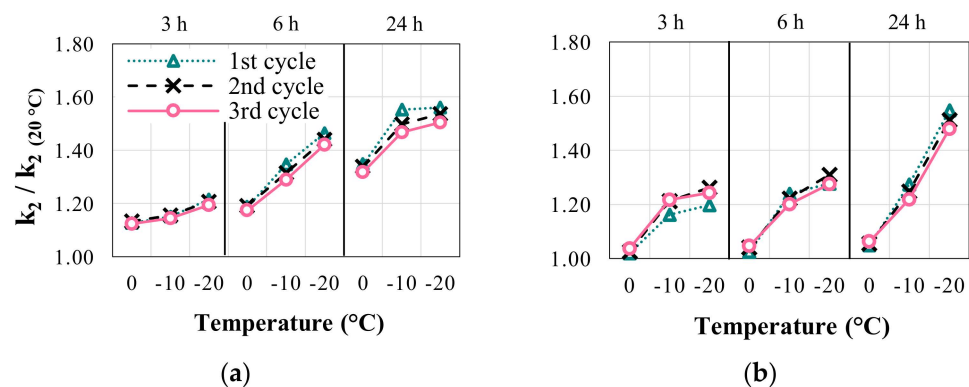 3 h 6 h 24 h
1.80
1.60
1.40
1.20
1.00
k2 / k2 (20 °C)
1st cycle
2nd cycle
3rd cycle
0 -10 -20 0 -10 -20 0 -10 -20
Temperature (°C)
(a)
3 h 6 h 24 h
1.80
1.60
1.40
1.20
1.00
0 -10 -20 0 -10 -20 0 -10 -20
Temperature (°C)
(b)